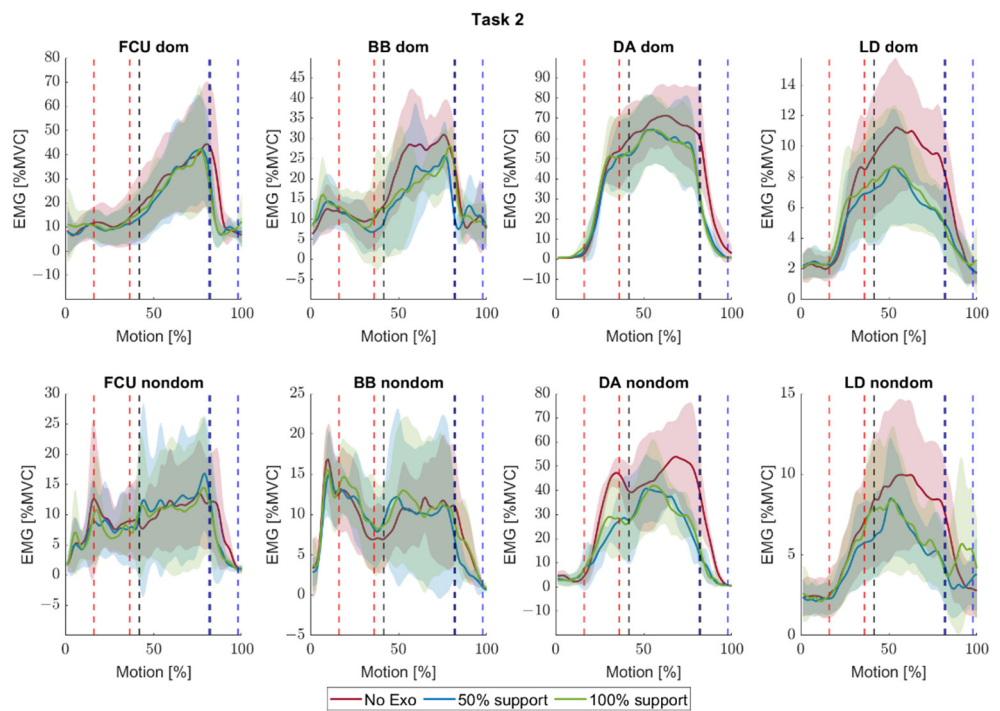 Task 2
FCU dom
EMG [%MVC]
80
70
60
50
40
30
20
10
0
−10
0 50 100
Motion [%]
BB dom
EMG [%MVC]
45
40
35
30
25
20
15
10
5
0
−5
0 50 100
Motion [%]
DA dom
EMG [%MVC]
90
80
70
60
50
40
30
20
10
0
−10
0 50 100
Motion [%]
LD dom
EMG [%MVC]
14
12
10
8
6
4
2
0
0 50 100
Motion [%]
FCU nondom
EMG [%MVC]
30
25
20
15
10
5
0
−5
0 50 100
Motion [%]
BB nondom
EMG [%MVC]
25
20
15
10
5
0
−5
0 50 100
Motion [%]
DA nondom
EMG [%MVC]
80
70
60
50
40
30
20
10
0
−10
0 50 100
Motion [%]
LD nondom
EMG [%MVC]
15
10
5
0
0 50 100
Motion [%]
No Exo 50% support 100% support